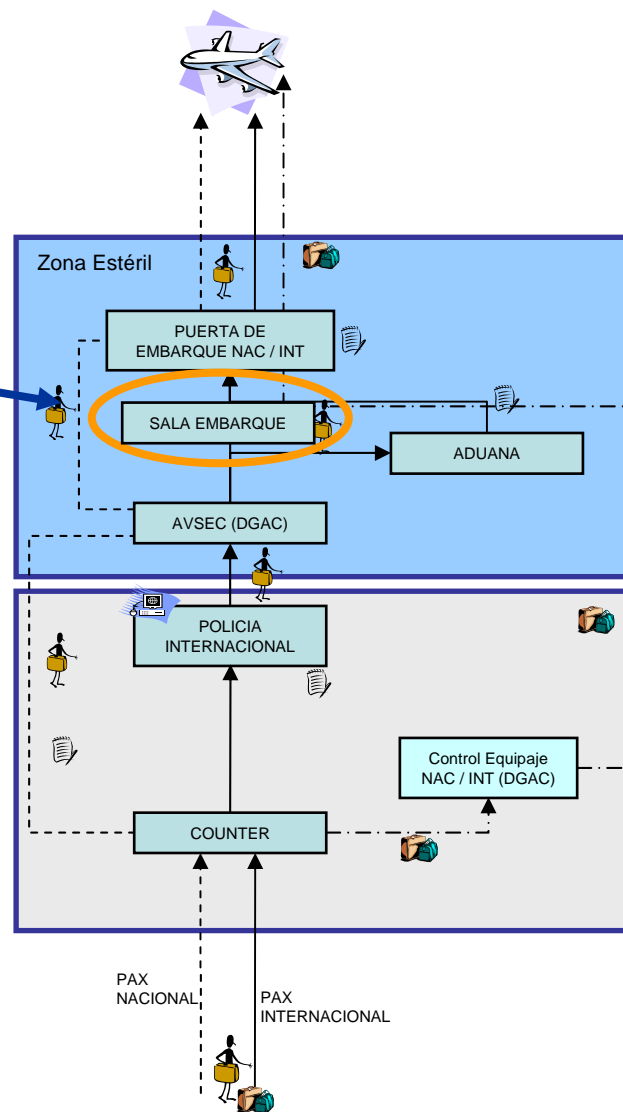 Zona Estéril
PUERTA DE
EMBARQUE NAC / INT
SALA EMBARQUE
ADUANA
AVSEC (DGAC)
POLICIA
INTERNACIONAL
Control Equipaje
NAC / INT (DGAC)
COUNTER
PAX
NACIONAL
PAX
INTERNACIONAL